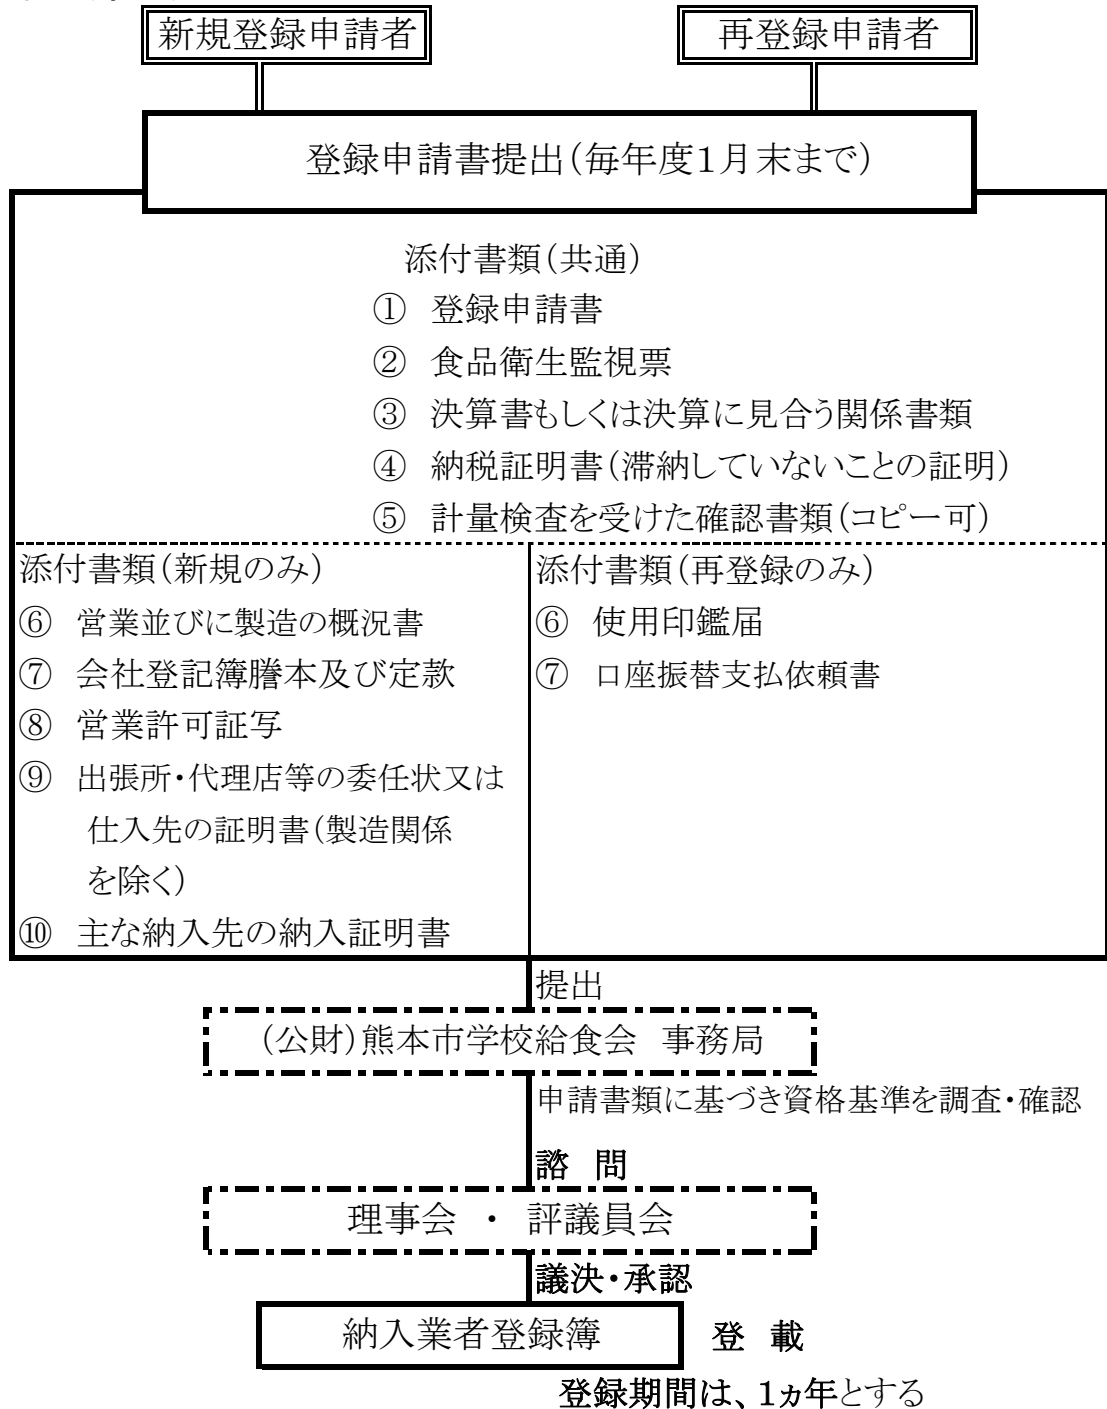 新規登録申請者
再登録申請者
登録申請書提出(毎年度1月末まで)
添付書類(共通)
① 登録申請書
② 食品衛生監視票
③ 決算書もしくは決算に見合う関係書類
④ 納税証明書(滞納していないことの証明)
⑤ 計量検査を受けた確認書類(コピー可)
添付書類(新規のみ)
⑥ 営業並びに製造の概況書
⑦ 会社登記簿謄本及び定款
⑧ 営業許可証写
⑨ 出張所・代理店等の委任状又は
仕入先の証明書(製造関係
を除く)
⑩ 主な納入先の納入証明書
添付書類(再登録のみ)
⑥ 使用印鑑届
⑦ 口座振替支払依頼書
提出
(公財)熊本市学校給食会 事務局
申請書類に基づき資格基準を調査・確認
諮 問
理事会 ・ 評議員会
議決・承認
納入業者登録簿
登 載
登録期間は、1ヵ年とする